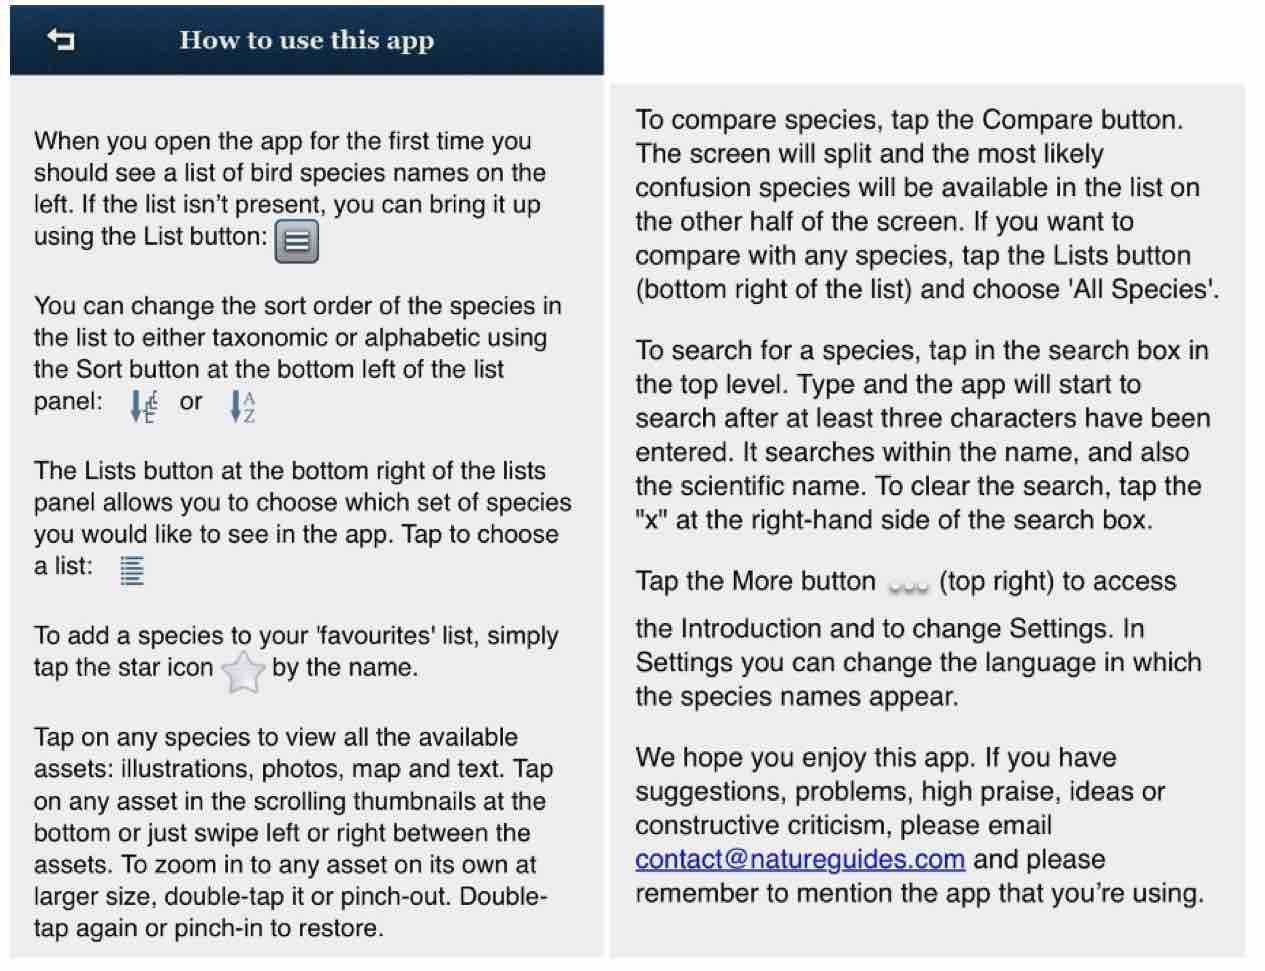 How to use this app
When you open the app for the first time you
should see a list of bird species names on the
left. If the list isn't present, you can bring it up
using the List button:
You can change the sort order of the species in
the list to either taxonomic or alphabetic using
the Sort button at the bottom left of the list
panel: or A Z
The Lists button at the bottom right of the lists
panel allows you to choose which set of species
you would like to see in the app. Tap to choose
a list:
To add a species to your 'favourites' list, simply
tap the star icon by the name.
Tap on any species to view all the available
assets: illustrations, photos, map and text. Tap
on any asset in the scrolling thumbnails at the
bottom or just swipe left or right between the
assets. To zoom in to any asset on its own at
larger size, double-tap it or pinch-out. Double-
tap again or pinch-in to restore.
To compare species, tap the Compare button.
The screen will split and the most likely
confusion species will be available in the list on
the other half of the screen. If you want to
compare with any species, tap the Lists button
(bottom right of the list) and choose 'All Species'.
To search for a species, tap in the search box in
the top level. Type and the app will start to
search after at least three characters have been
entered. It searches within the name, and also
the scientific name. To clear the search, tap the
"x" at the right-hand side of the search box.
Tap the More button (top right) to access
the Introduction and to change Settings. In
Settings you can change the language in which
the species names appear.
We hope you enjoy this app. If you have
suggestions, problems, high praise, ideas or
constructive criticism, please email
contact@natureguides.com and please
remember to mention the app that you're using.